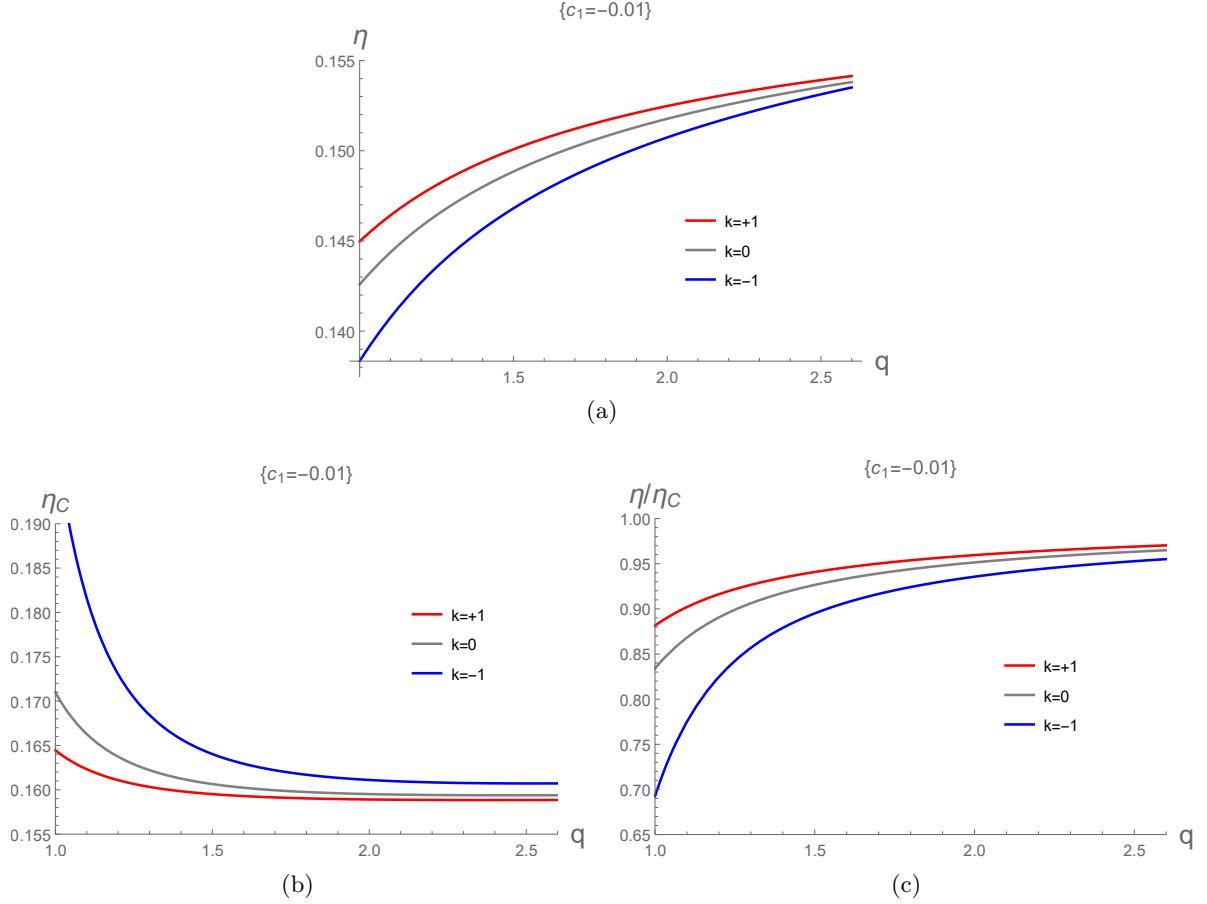 {c₁=−0.01}
η
0.155
0.150
0.145
0.140
k=+1
k=0
k=−1
1.5 2.0 2.5 q
(a)
{c₁=−0.01}
η_C
0.190
0.185
0.180
0.175
0.170
0.165
0.160
0.155
k=+1
k=0
k=−1
1.0 1.5 2.0 2.5 q
(b)
{c₁=−0.01}
η/η_C
1.00
0.95
0.90
0.85
0.80
0.75
0.70
0.65
k=+1
k=0
k=−1
1.0 1.5 2.0 2.5 q
(c)